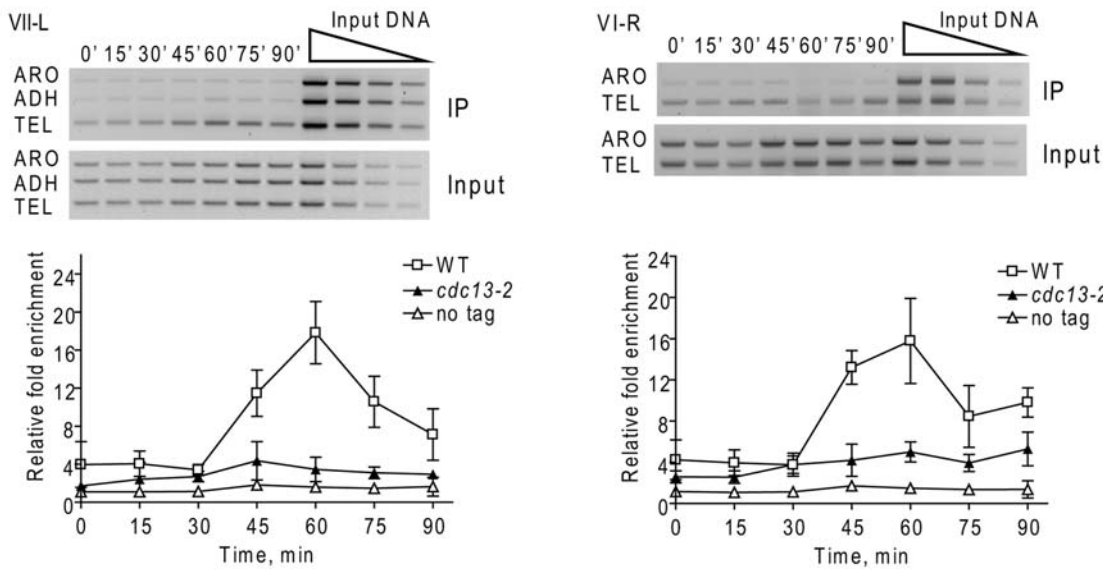 VII-L
Input DNA
0' 15' 30' 45' 60' 75' 90'
ARO
ADH
TEL
IP
ARO
ADH
TEL
Input
Relative fold enrichment
24
20
16
12
8
4
0
WT
cdc13-2
no tag
0 15 30 45 60 75 90
Time, min
VI-R
Input DNA
0' 15' 30' 45' 60' 75' 90'
ARO
TEL
IP
ARO
TEL
Input
Relative fold enrichment
24
20
16
12
8
4
0
WT
cdc13-2
no tag
0 15 30 45 60 75 90
Time, min